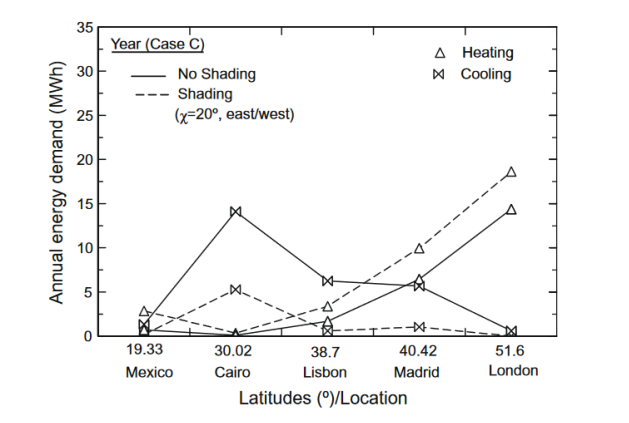 35
30
25
20
15
10
5
0
Annual energy demand (MWh)
Year (Case C)
No Shading
Shading
(χ=20º, east/west)
Heating
Cooling
19.33 30.02 38.7 40.42 51.6
Mexico Cairo Lisbon Madrid London
Latitudes (º)/Location